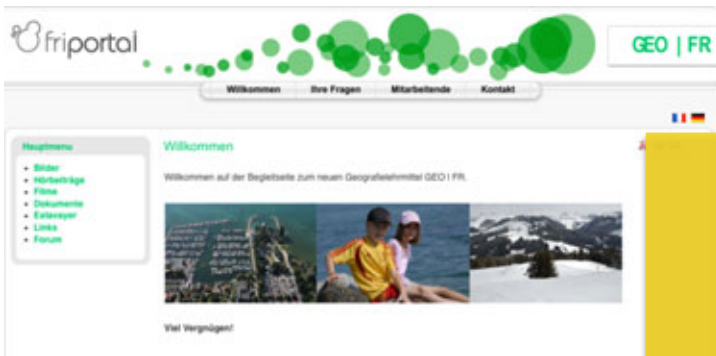 friportal
GEO | FR
Willkommen
Ihre Fragen
Mitarbeitende
Kontakt
Hauptmenu
Bilder
Hörbeiträge
Filme
Dokumente
Estavayer
Links
Forum
Willkommen
Willkommen auf der Begleitseite zum neuen Geografielehrmittel GEO I FR.
Viel Vergnügen!